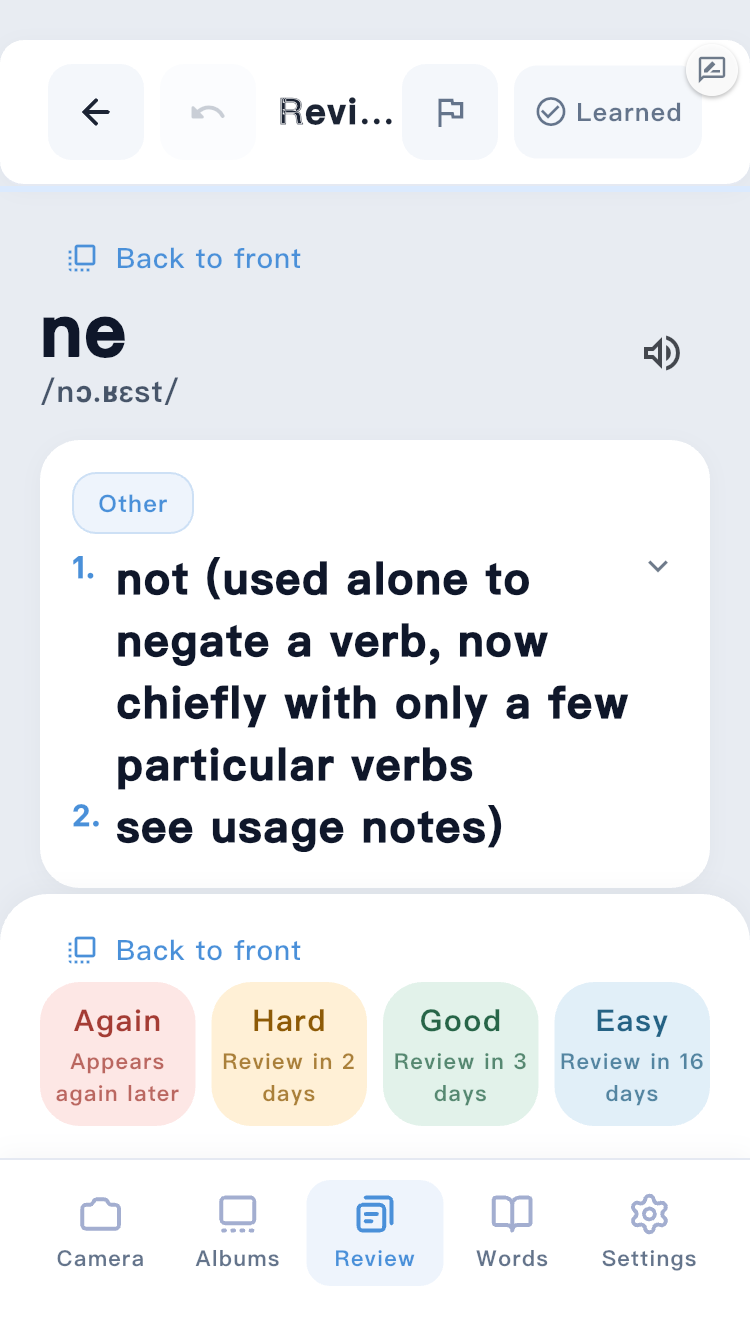 Revi...
Learned
Back to front
ne
/nɔ.ʁɛst/
Other
1. not (used alone to
negate a verb, now
chiefly with only a few
particular verbs
2. see usage notes)
Back to front
Again
Appears
again later
Hard
Review in 2
days
Good
Review in 3
days
Easy
Review in 16
days
Camera
Albums
Review
Words
Settings